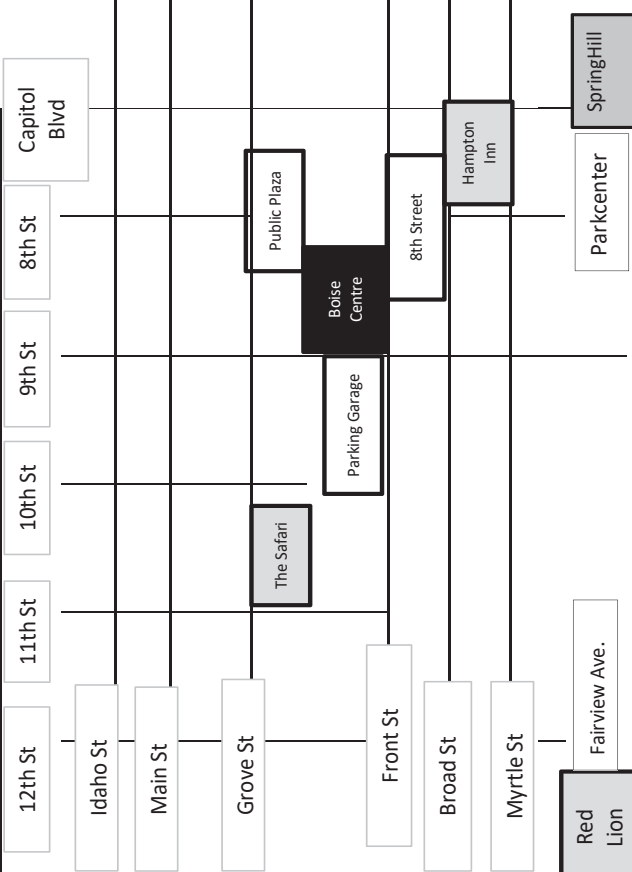 12th St
11th St
10th St
9th St
8th St
Capitol
Blvd
Idaho St
Main St
Grove St
The Safari
Public Plaza
Parking Garage
Boise
Centre
Front St
8th Street
Broad St
Hampton
Inn
Myrtle St
Red
Lion
Fairview Ave.
Parkcenter
SpringHill